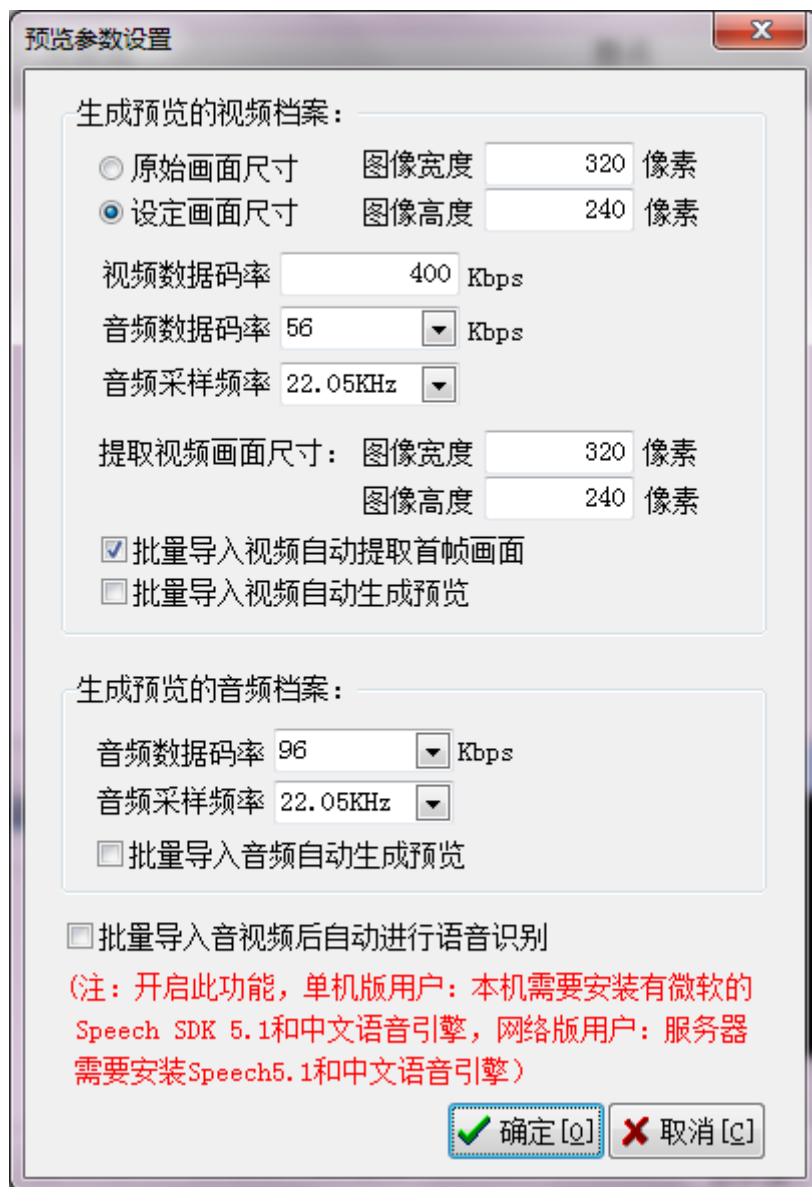 预览参数设置
生成预览的视频档案：
原始画面尺寸 图像宽度 320 像素
设定画面尺寸 图像高度 240 像素
视频数据码率 400 Kbps
音频数据码率 56 Kbps
音频采样频率 22.05KHz
提取视频画面尺寸： 图像宽度 320 像素
图像高度 240 像素
批量导入视频自动提取首帧画面
批量导入视频自动生成预览
生成预览的音频档案：
音频数据码率 96 Kbps
音频采样频率 22.05KHz
批量导入音频自动生成预览
批量导入音视频后自动进行语音识别
(注：开启此功能，单机版用户：本机需要安装有微软的
Speech SDK 5.1和中文语音引擎，网络版用户：服务器
需要安装Speech5.1和中文语音引擎）
确定[O] 取消[C]